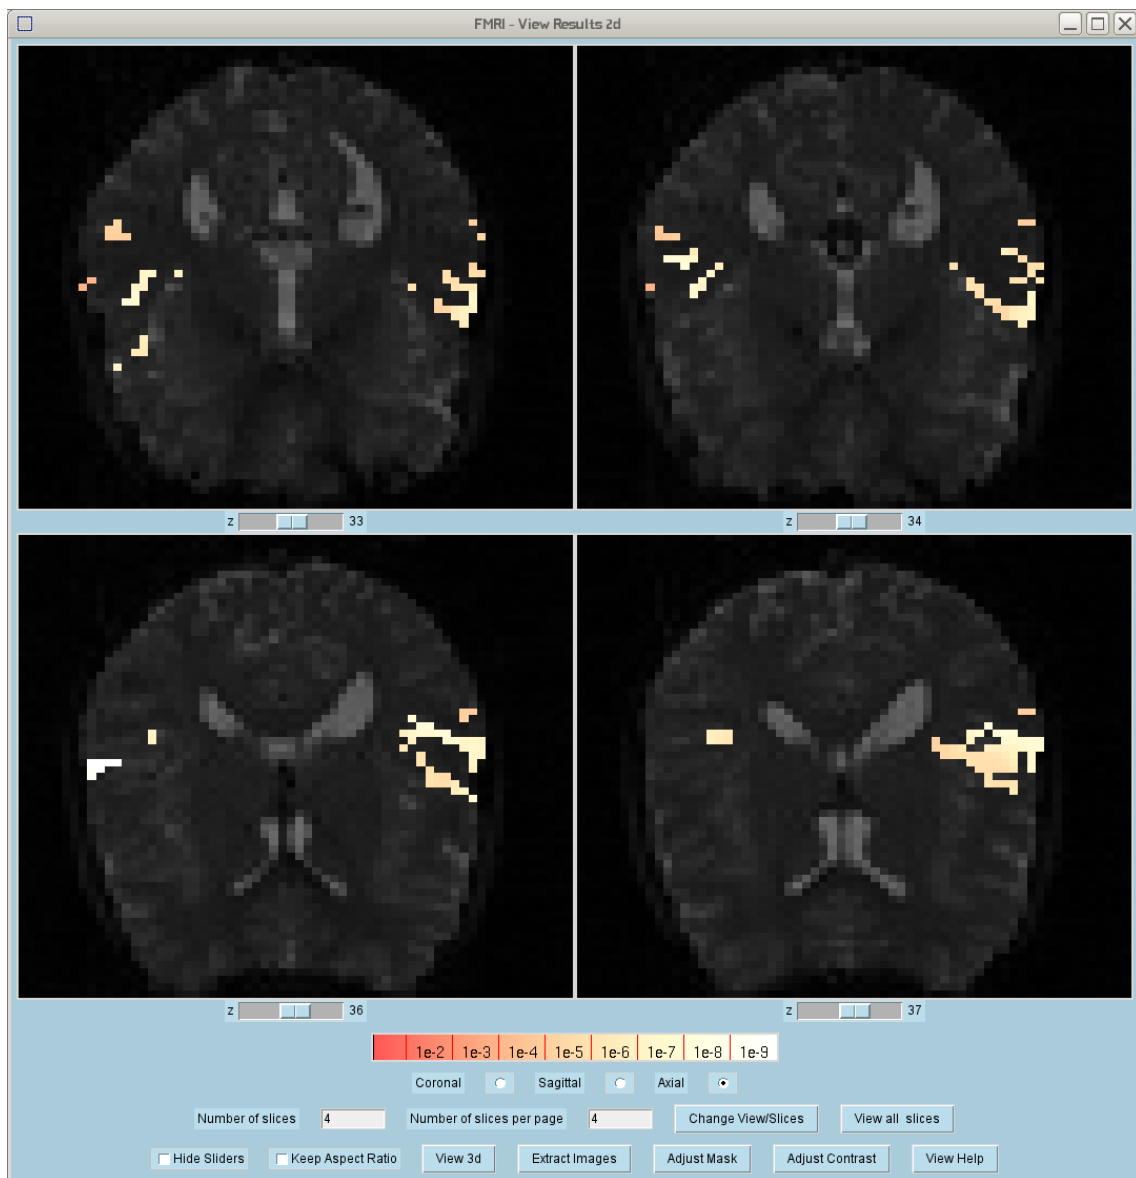 FMRI - View Results 2d
z 33 z 34
z 36 z 37
1e-2 1e-3 1e-4 1e-5 1e-6 1e-7 1e-8 1e-9
Coronal Sagittal Axial
Number of slices 4 Number of slices per page 4 Change View/Slices View all slices
Hide Sliders Keep Aspect Ratio View 3d Extract Images Adjust Mask Adjust Contrast View Help